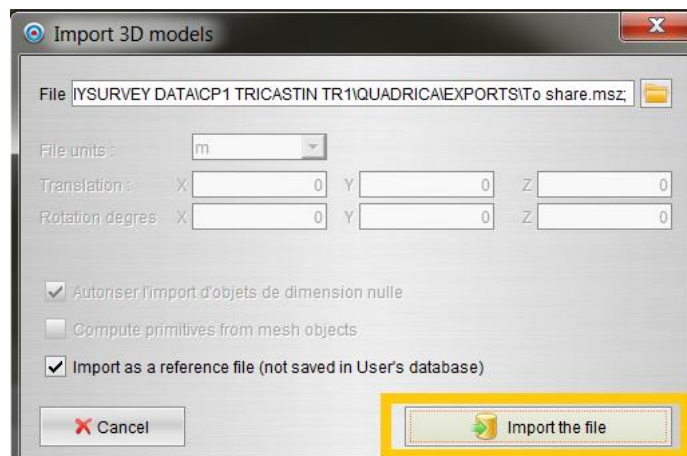 Import 3D models
File IYSURVEY DATA\CP1 TRICASTIN TR1\QUADRICA\EXPORTS\To share.msz;
File units : m
Translation : X 0 Y 0 Z 0
Rotation degres X 0 Y 0 Z 0
Autoriser l'import d'objets de dimension nulle
Compute primitives from mesh objects
Import as a reference file (not saved in User's database)
Cancel Import the file